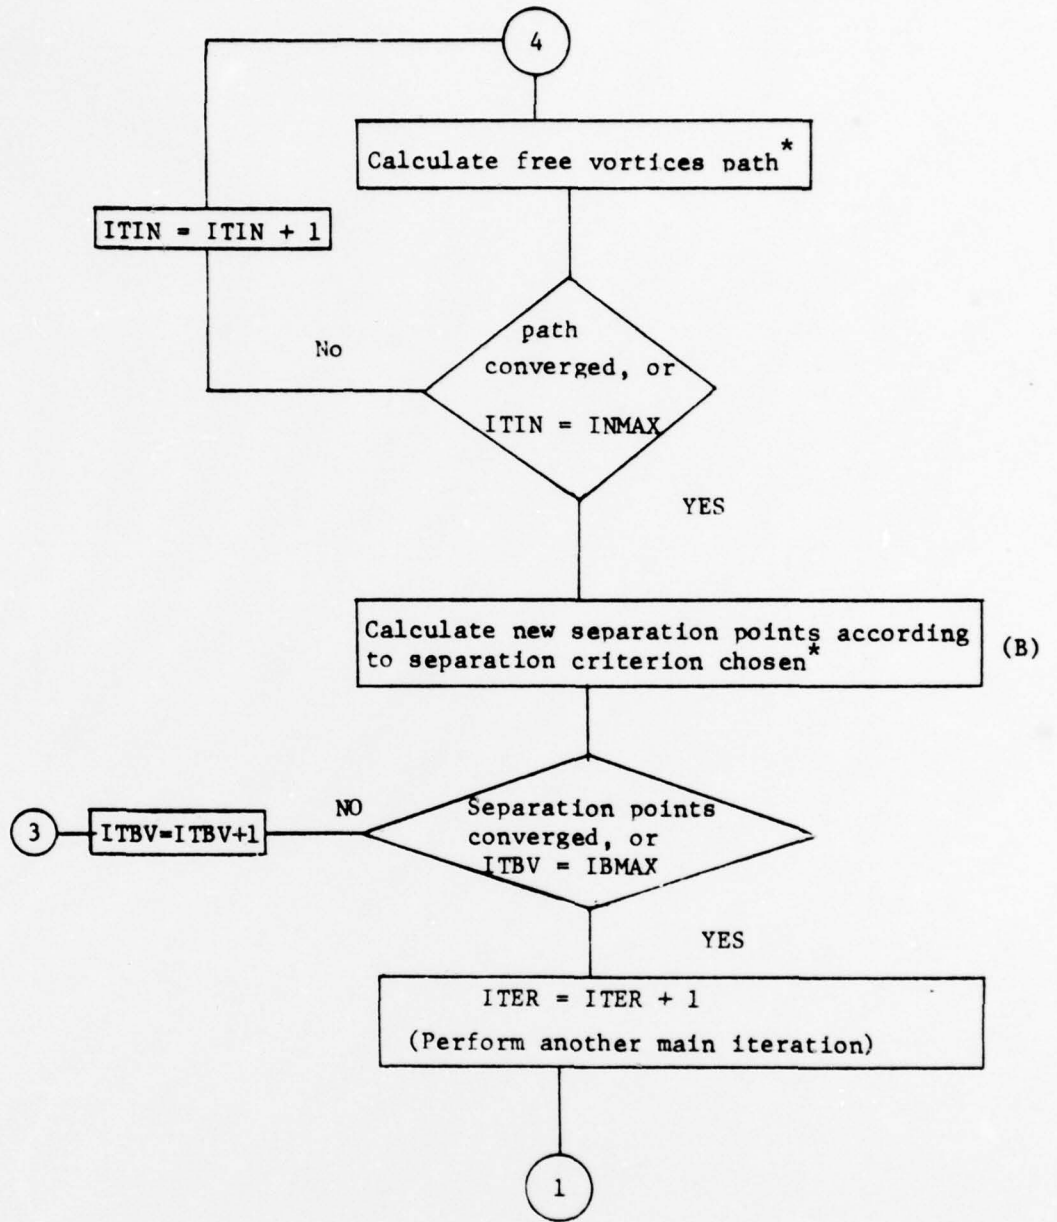 4
Calculate free vortices path*
ITIN = ITIN + 1
No
path
converged, or
ITIN = INMAX
YES
Calculate new separation points according
to separation criterion chosen*
(B)
3
ITBV=ITBV+1
NO
Separation points
converged, or
ITBV = IBMAX
YES
ITER = ITER + 1
(Perform another main iteration)
1